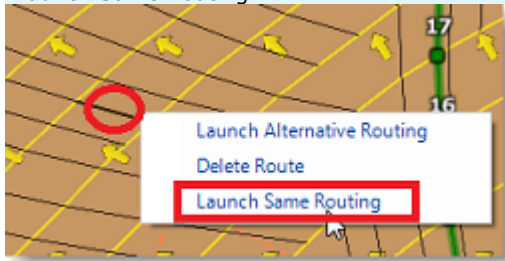 17
16
Launch Alternative Routing
Delete Route
Launch Same Routing